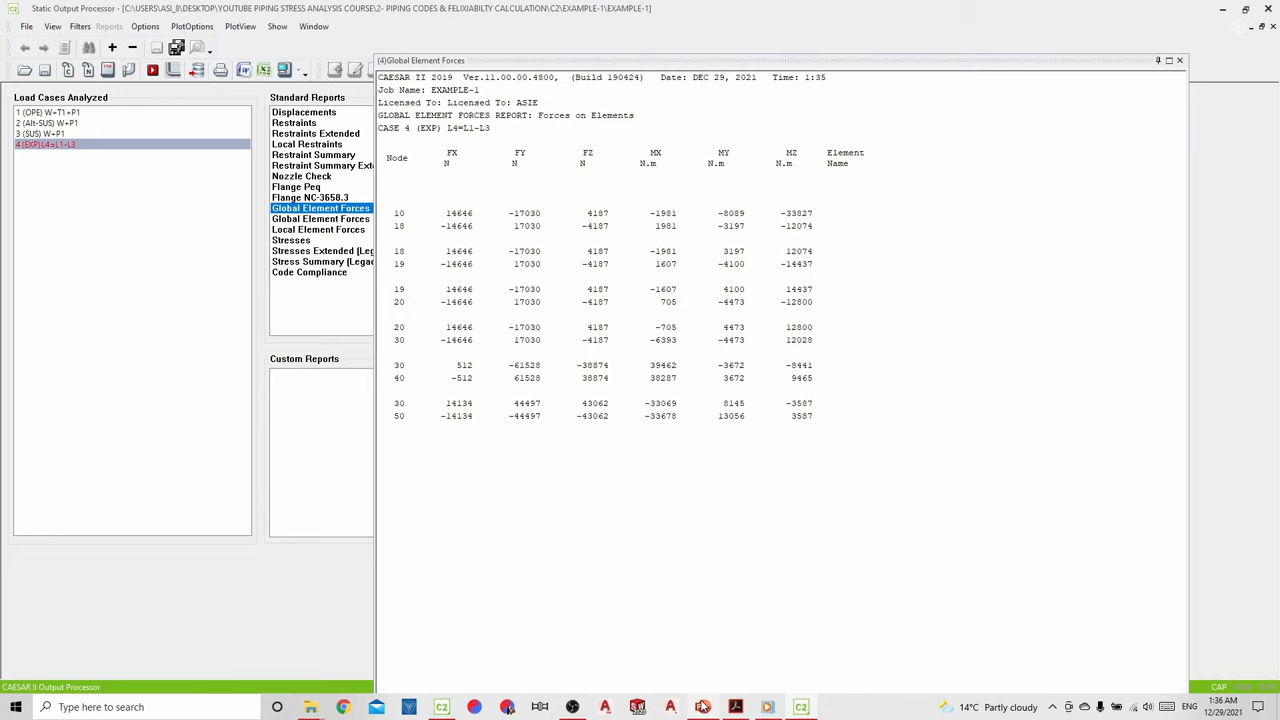 Static Output Processor - [C:\USERS\ASI_8\DESKTOP\YOUTUBE PIPING STRESS ANALYSIS COURSE\2- PIPING CODES & FELIXIABILTY CALCULATION\C2\EXAMPLE-1\EXAMPLE-1]
File View Filters Reports Options PlotOptions PlotView Show Window
Load Cases Analyzed
1 (OPE) W+T1+P1
2 (Alt-SUS) W+P1
3 (SUS) W+P1
4 (EXP) L4=L1-L3
Standard Reports
Displacements
Restraints
Restraints Extended
Local Restraints
Restraint Summary
Restraint Summary Ext
Nozzle Check
Flange Peq
Flange NC-3658.3
Global Element Forces
Global Element Forces
Local Element Forces
Stresses
Stresses Extended (Leg
Stress Summary (Legac
Code Compliance
Custom Reports
(4)Global Element Forces
CAESAR II 2019 Ver.11.00.00.4800, (Build 190424) Date: DEC 29, 2021 Time: 1:35
Job Name: EXAMPLE-1
Licensed To: Licensed To: ASIE
GLOBAL ELEMENT FORCES REPORT: Forces on Elements
CASE 4 (EXP) L4=L1-L3
Node FX FY FZ MX MY MZ Element
N N N N.m N.m N.m Name
10 14646 -17030 4187 -1981 -8089 -33827
18 -14646 17030 -4187 1981 -3197 -12074
18 14646 -17030 4187 -1981 3197 12074
19 -14646 17030 -4187 1607 -4100 -14437
19 14646 -17030 4187 -1607 4100 14437
20 -14646 17030 -4187 705 -4473 -12800
20 14646 -17030 4187 -705 4473 12800
30 -14646 17030 -4187 -6393 -4473 12028
30 512 -61528 -38874 39462 -3672 -8441
40 -512 61528 38874 38287 3672 9465
30 14134 44497 43062 -33069 8145 -3587
50 -14134 -44497 -43062 -33678 13056 3587
CAESAR II Output Processor
CAP
Type here to search
14°C Partly cloudy
ENG
1:36 AM
12/29/2021